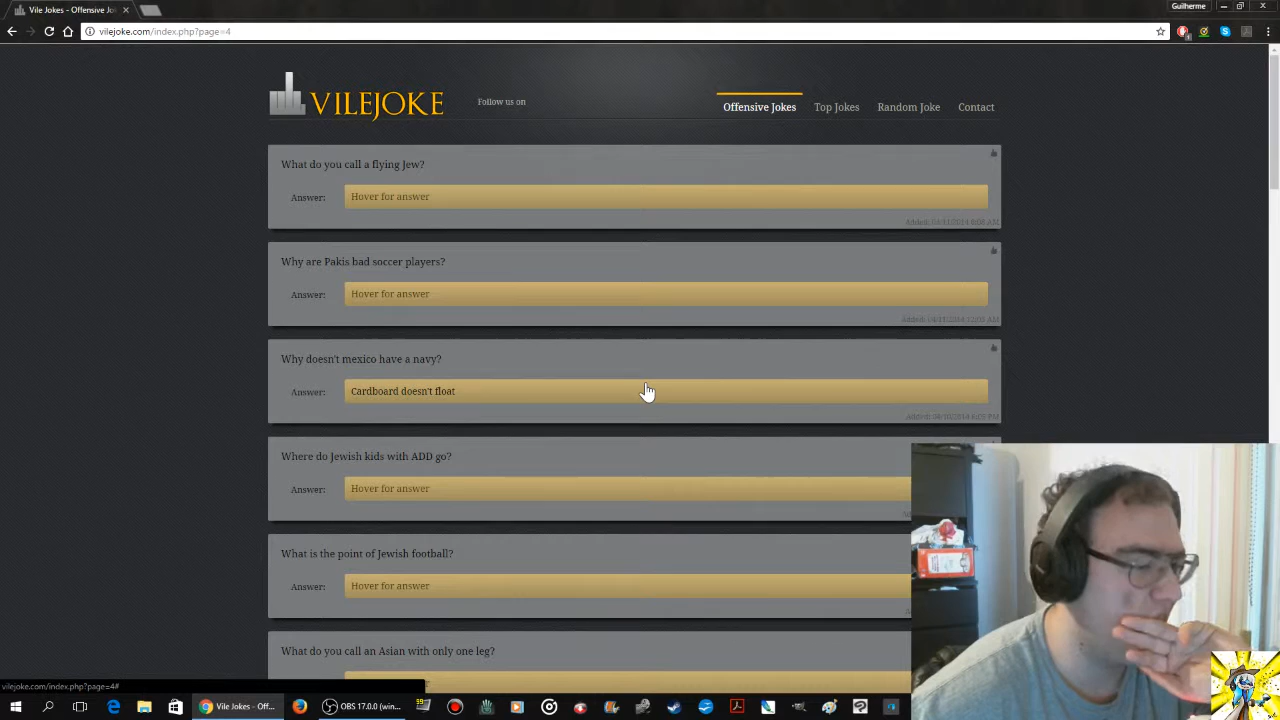 Vile Jokes - Offensive Jo
Guilherme
vilejoke.com/index.php?page=4
VILEJOKE
Follow us on
Offensive Jokes
Top Jokes
Random Joke
Contact
What do you call a flying Jew?
Answer:
Hover for answer
Why are Pakis bad soccer players?
Answer:
Hover for answer
Why doesn't mexico have a navy?
Answer:
Cardboard doesn't float
Where do Jewish kids with ADD go?
Answer:
Hover for answer
What is the point of Jewish football?
Answer:
Hover for answer
What do you call an Asian with only one leg?
vilejoke.com/index.php?page=4#
Vile Jokes - Off...
OBS 17.0.0 (win...